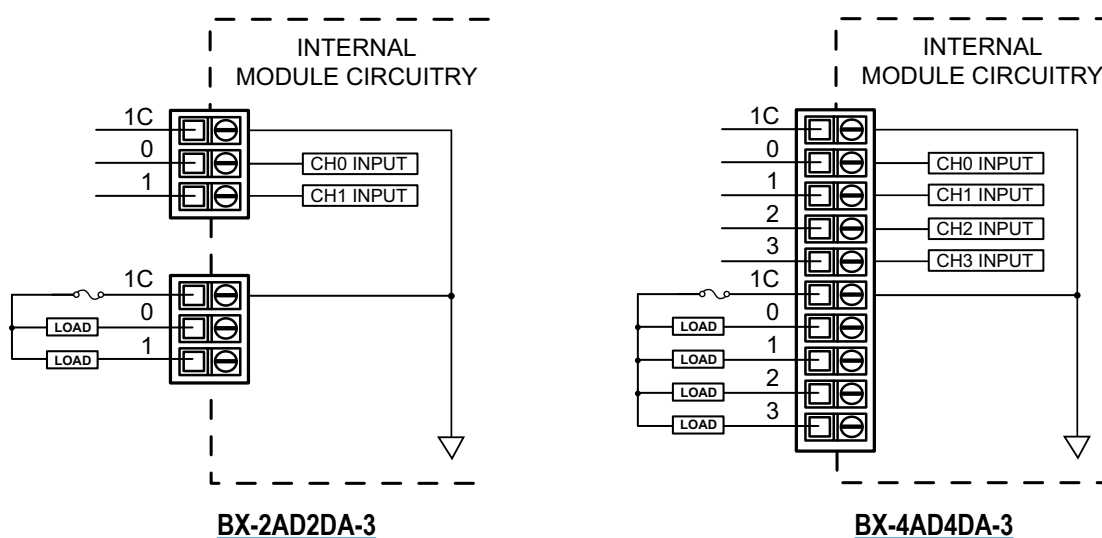 INTERNAL
MODULE CIRCUITRY
1C
0
CH0 INPUT
1
CH1 INPUT
1C
0
LOAD
1
LOAD
BX-2AD2DA-3
INTERNAL
MODULE CIRCUITRY
1C
0
CH0 INPUT
1
CH1 INPUT
2
CH2 INPUT
3
CH3 INPUT
1C
0
LOAD
1
LOAD
2
LOAD
3
LOAD
BX-4AD4DA-3